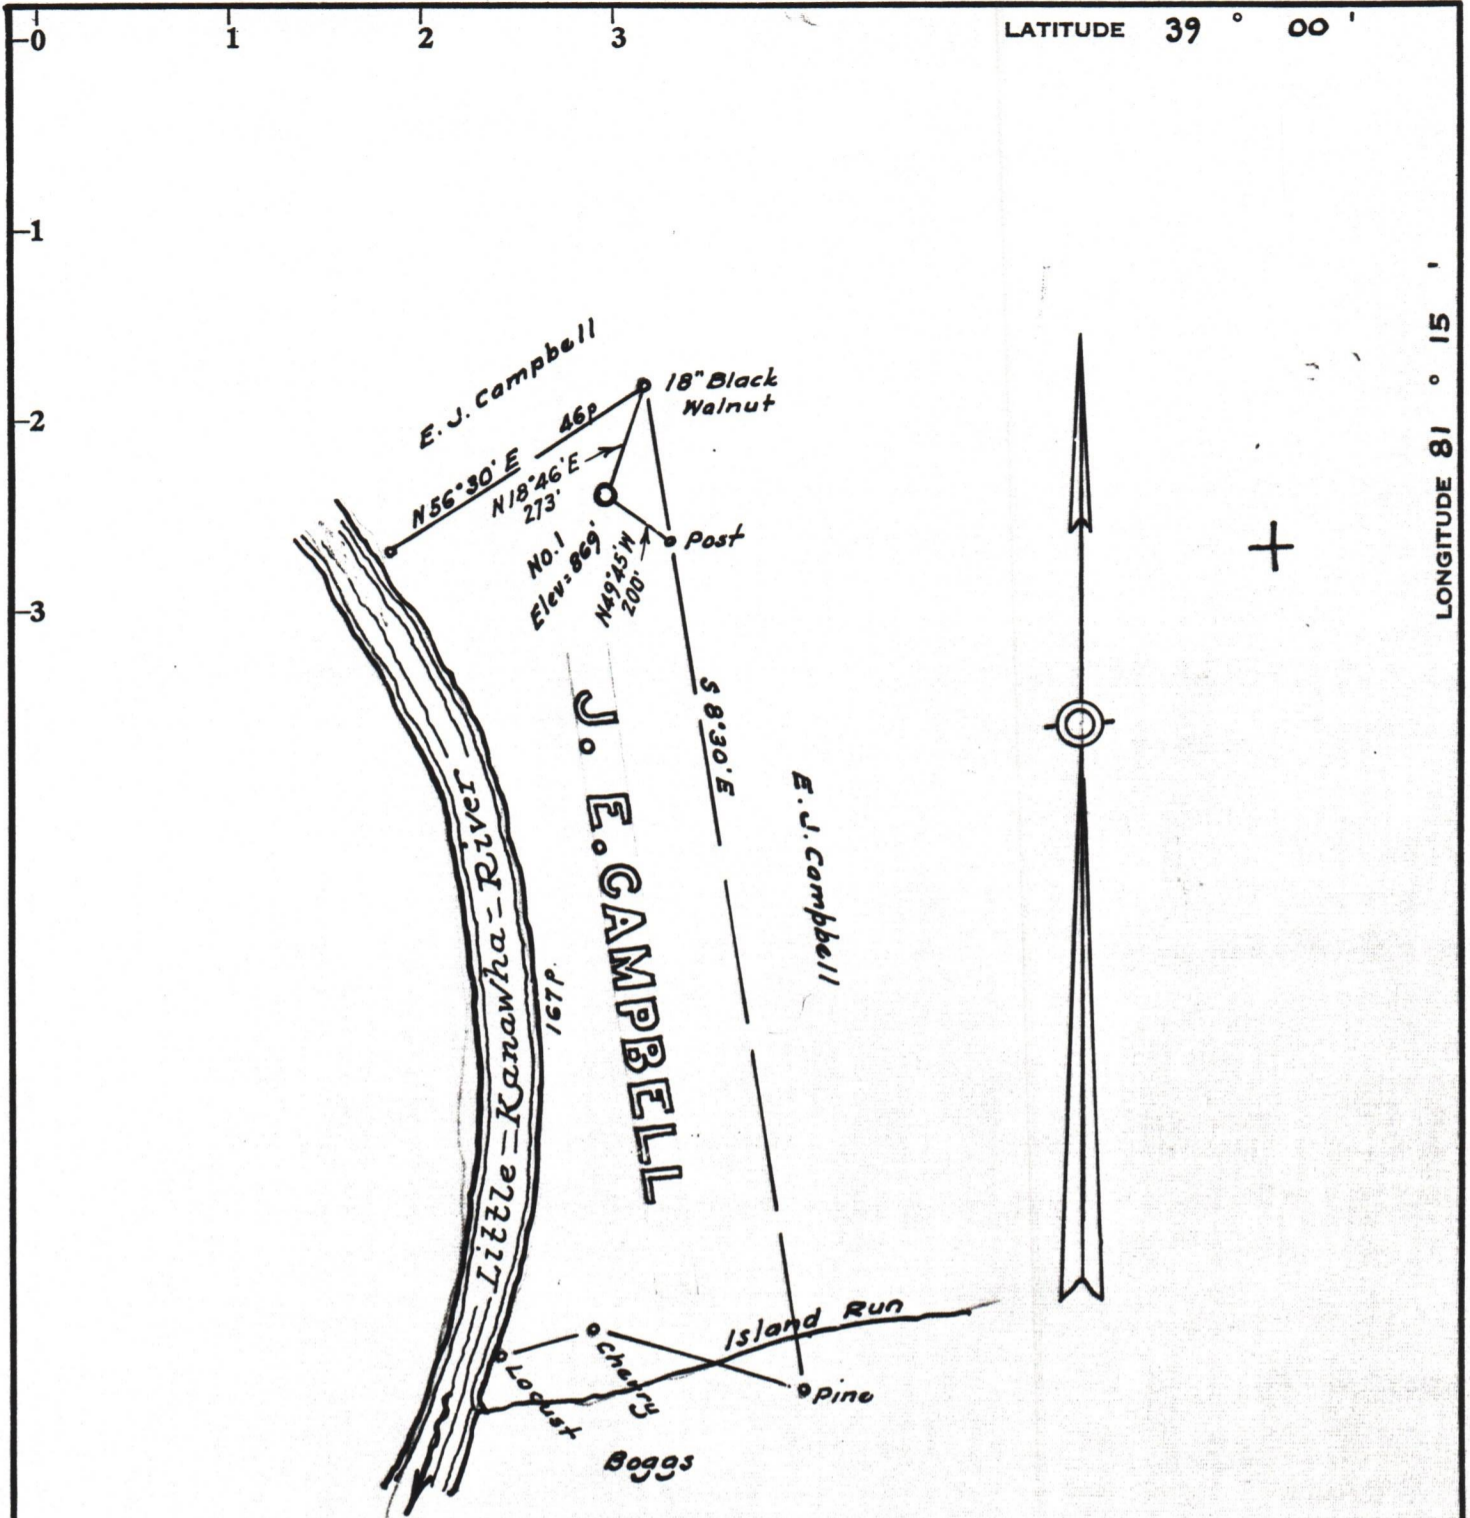 0 1 2 3
LATITUDE 39 ° 00 '
1
LONGITUDE 81 ° 15 '
E. J. Campbell
18" Black
Walnut
2
46p
N 56°30' E
N18°46'E
273'
Post
NO.1
Elev = 869'
N49°45'W
200'
3
S 8°30'E
J. E. CAMPBELL
E. J. Campbell
Little = Kanawha = River
167P.
Island Run
Cherry
Locust
Pine
Boggs